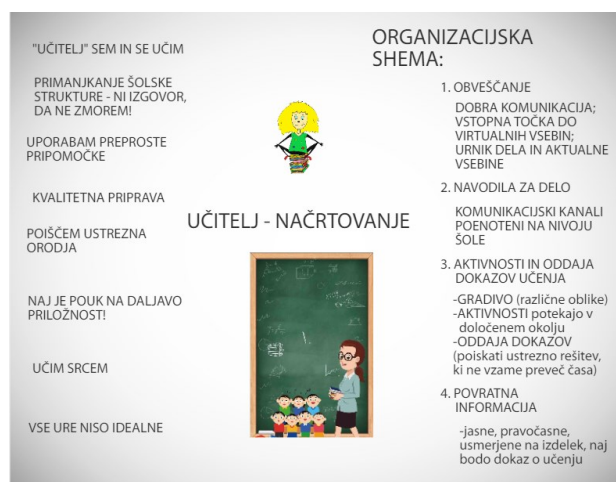 "UČITELJ" SEM IN SE UČIM
PRIMANJKANJE ŠOLSKE
STRUKTURE - NI IZGOVOR,
DA NE ZMOREM!
UPORABAM PREPROSTE
PRIPOMOČKE
KVALITETNA PRIPRAVA
POIŠČEM USTREZNA
ORODJA
NAJ JE POUK NA DALJAVO
PRILOŽNOST!
UČIM SRCEM
VSE URE NISO IDEALNE
UČITELJ - NAČRTOVANJE
ORGANIZACIJSKA
SHEMA:
1. OBVEŠČANJE
DOBRA KOMUNIKACIJA;
VSTOPNA TOČKA DO
VIRTUALNIH VSEBIN;
URNIK DELA IN AKTUALNE
VSEBINE
2. NAVODILA ZA DELO
KOMUNIKACIJSKI KANALI
POENOTENI NA NIVOJU
ŠOLE
3. AKTIVNOSTI IN ODDAJA
DOKAZOV UČENJA
-GRADIVO (različne oblike)
-AKTIVNOSTI potekajo v
določenem okolju
-ODDAJA DOKAZOV
(poiskati ustrezno rešitev,
ki ne vzame preveč časa)
4. POVRATNA
INFORMACIJA
-jasne, pravočasne,
usmerjene na izdelek, naj
bodo dokaz o učenju